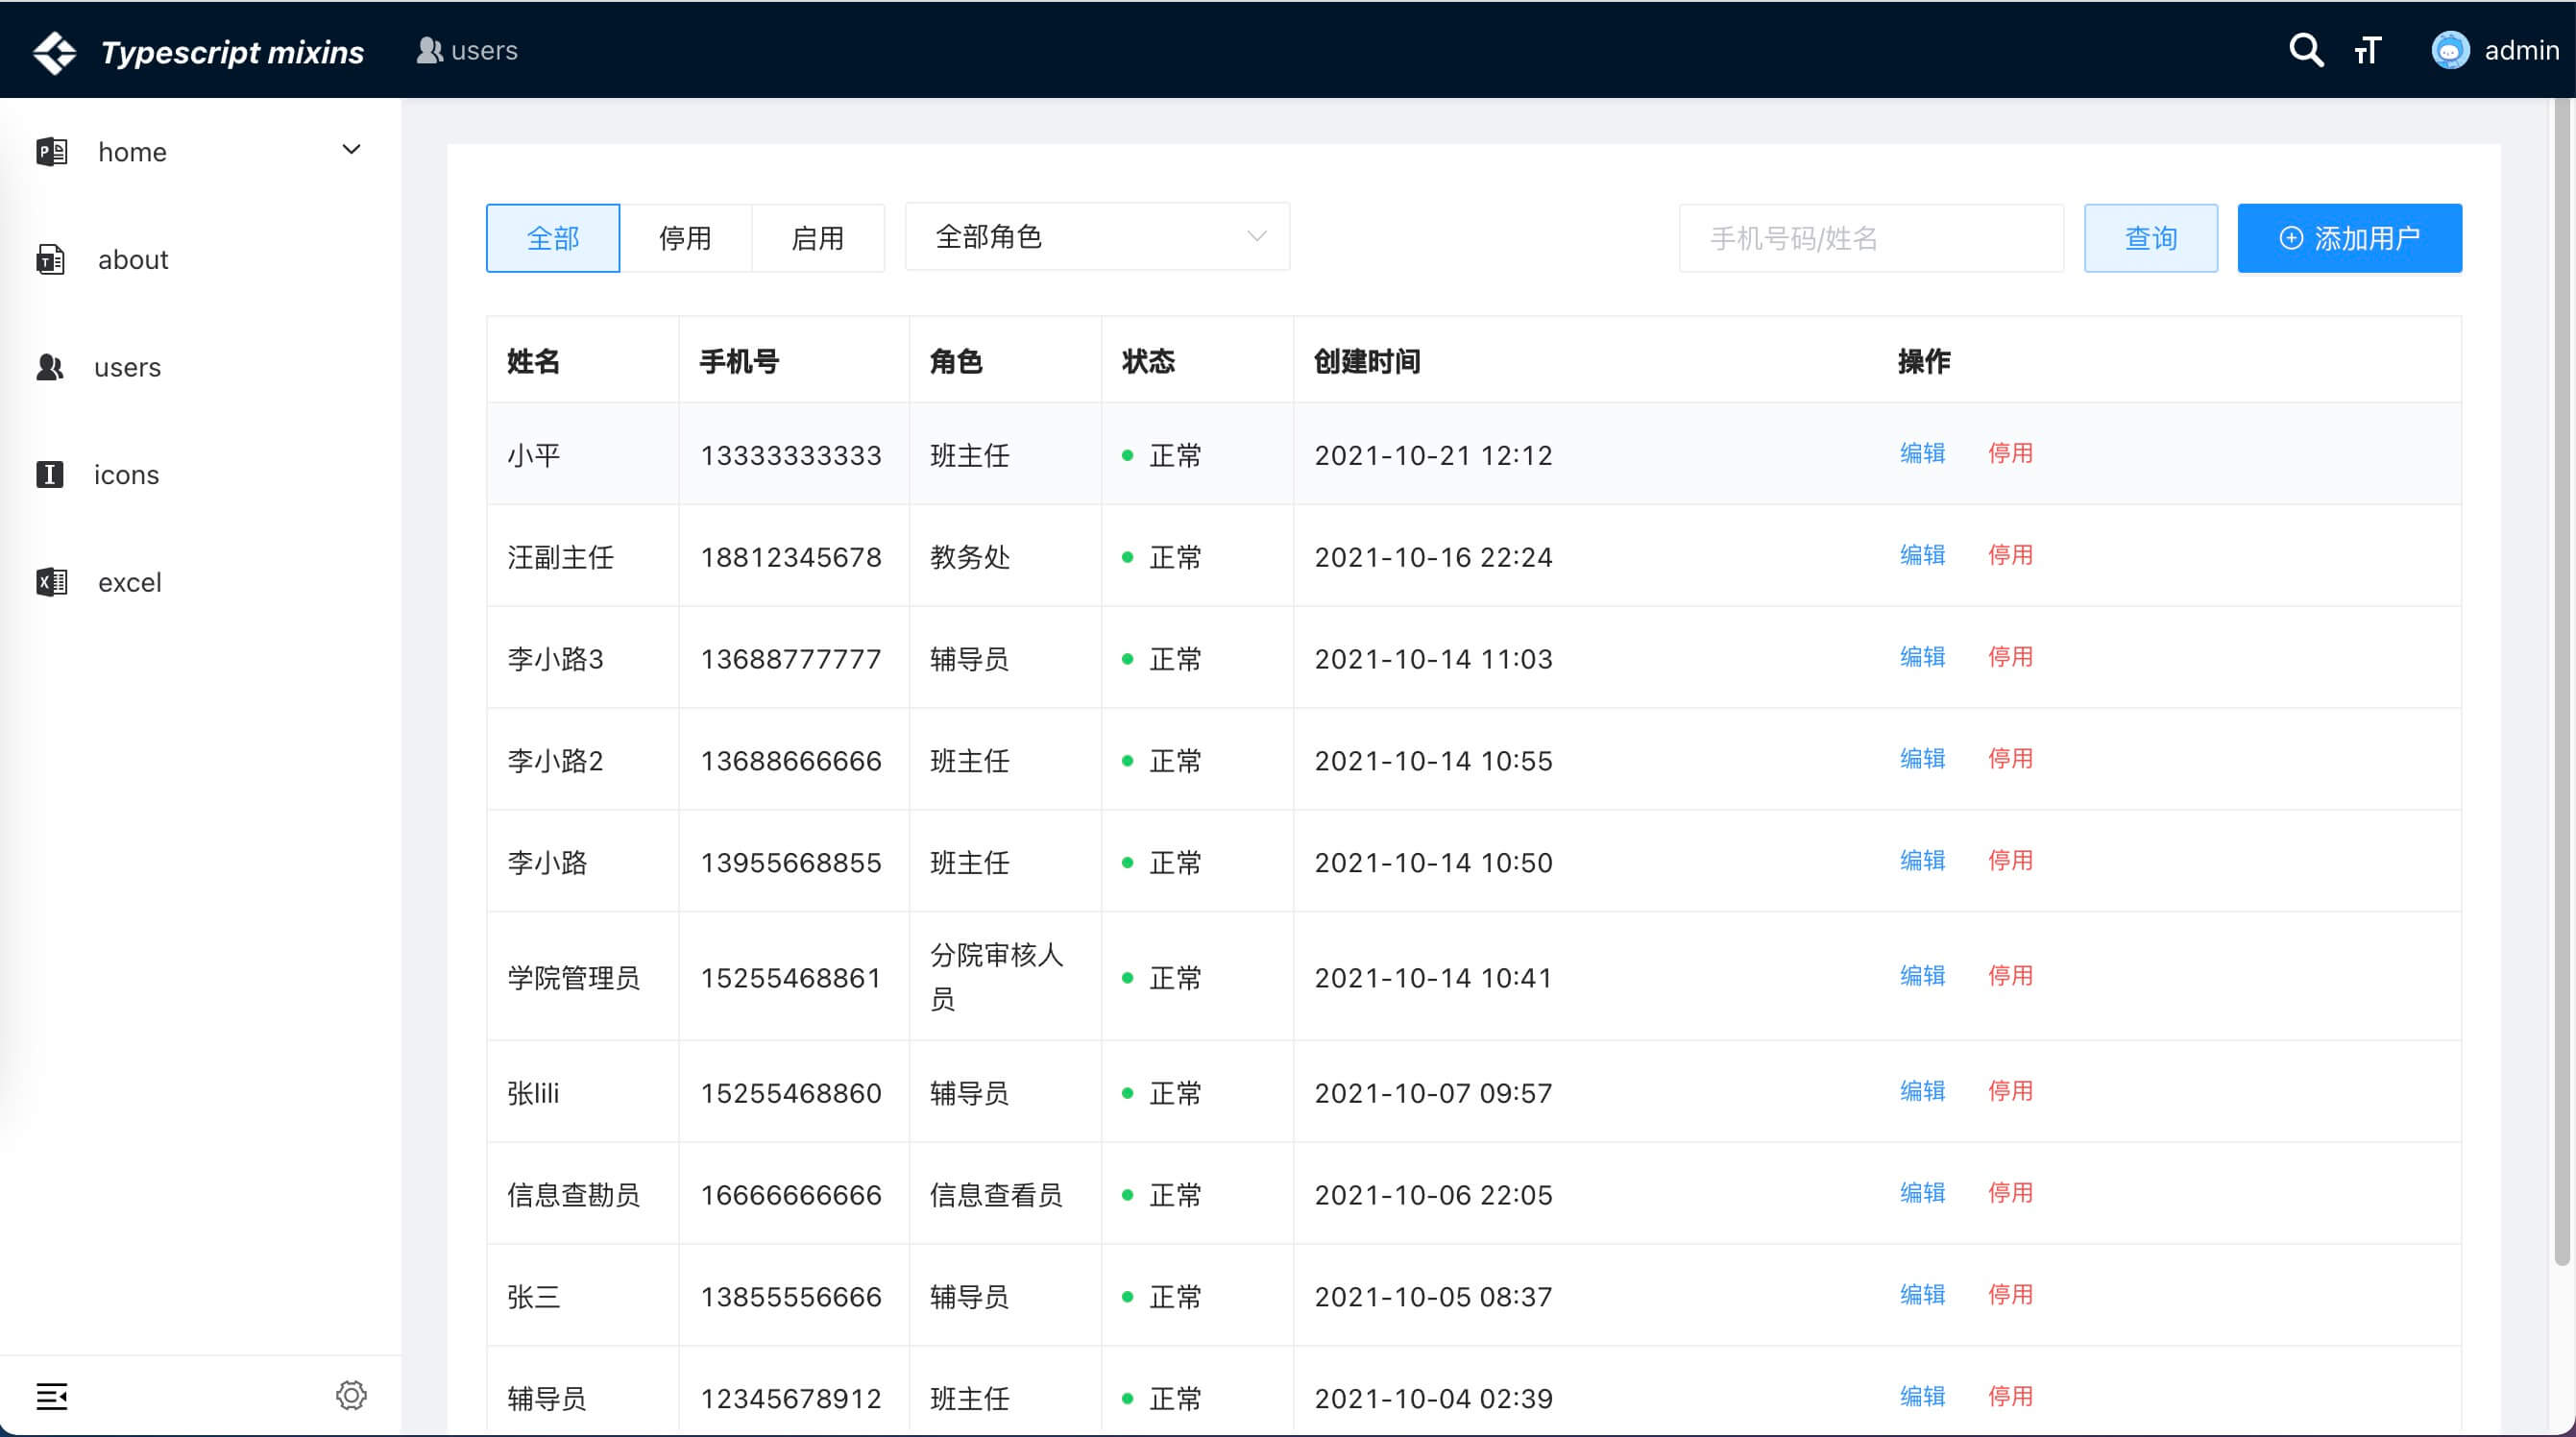 Typescript mixins
users
admin
home
about
users
icons
excel
全部 停用 启用 全部角色 手机号码/姓名 查询 添加用户
姓名 手机号 角色 状态 创建时间 操作
小平 13333333333 班主任 正常 2021-10-21 12:12 编辑 停用
汪副主任 18812345678 教务处 正常 2021-10-16 22:24 编辑 停用
李小路3 13688777777 辅导员 正常 2021-10-14 11:03 编辑 停用
李小路2 13688666666 班主任 正常 2021-10-14 10:55 编辑 停用
李小路 13955668855 班主任 正常 2021-10-14 10:50 编辑 停用
学院管理员 15255468861 分院审核人员 正常 2021-10-14 10:41 编辑 停用
张lili 15255468860 辅导员 正常 2021-10-07 09:57 编辑 停用
信息查勘员 16666666666 信息查看员 正常 2021-10-06 22:05 编辑 停用
张三 13855556666 辅导员 正常 2021-10-05 08:37 编辑 停用
辅导员 12345678912 班主任 正常 2021-10-04 02:39 编辑 停用